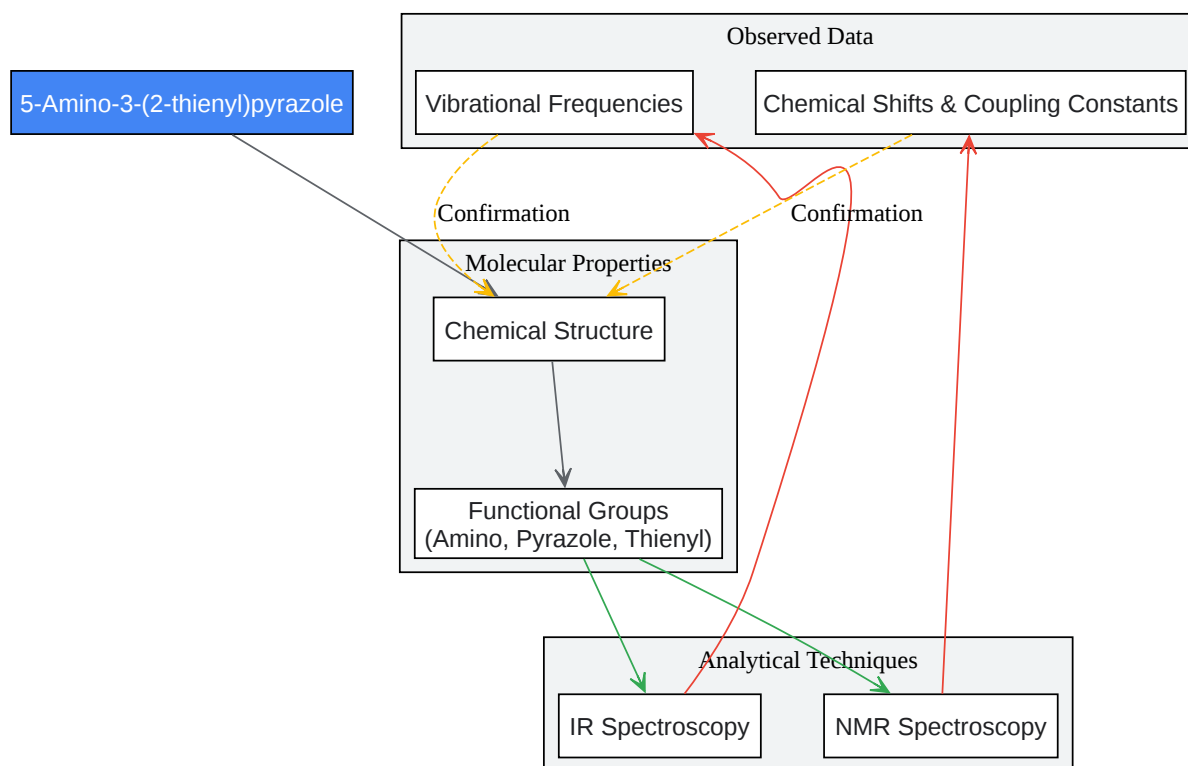 Observed Data
5-Amino-3-(2-thienyl)pyrazole
Vibrational Frequencies
Chemical Shifts & Coupling Constants
Confirmation
Confirmation
Molecular Properties
Chemical Structure
Functional Groups
(Amino, Pyrazole, Thienyl)
Analytical Techniques
IR Spectroscopy
NMR Spectroscopy